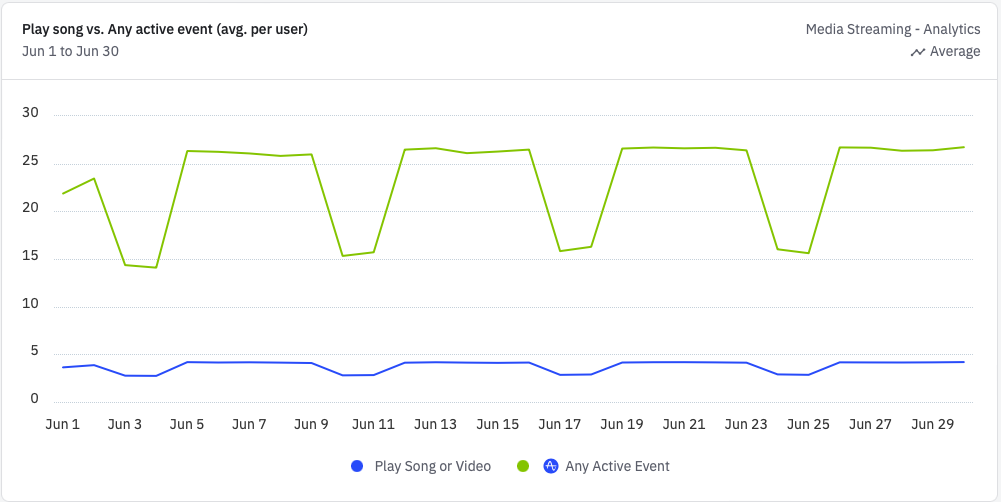 Play song vs. Any active event (avg. per user)
Media Streaming - Analytics
Jun 1 to Jun 30
Average
30
25
20
15
10
5
0
Jun 1 Jun 3 Jun 5 Jun 7 Jun 9 Jun 11 Jun 13 Jun 15 Jun 17 Jun 19 Jun 21 Jun 23 Jun 25 Jun 27 Jun 29
Play Song or Video Any Active Event